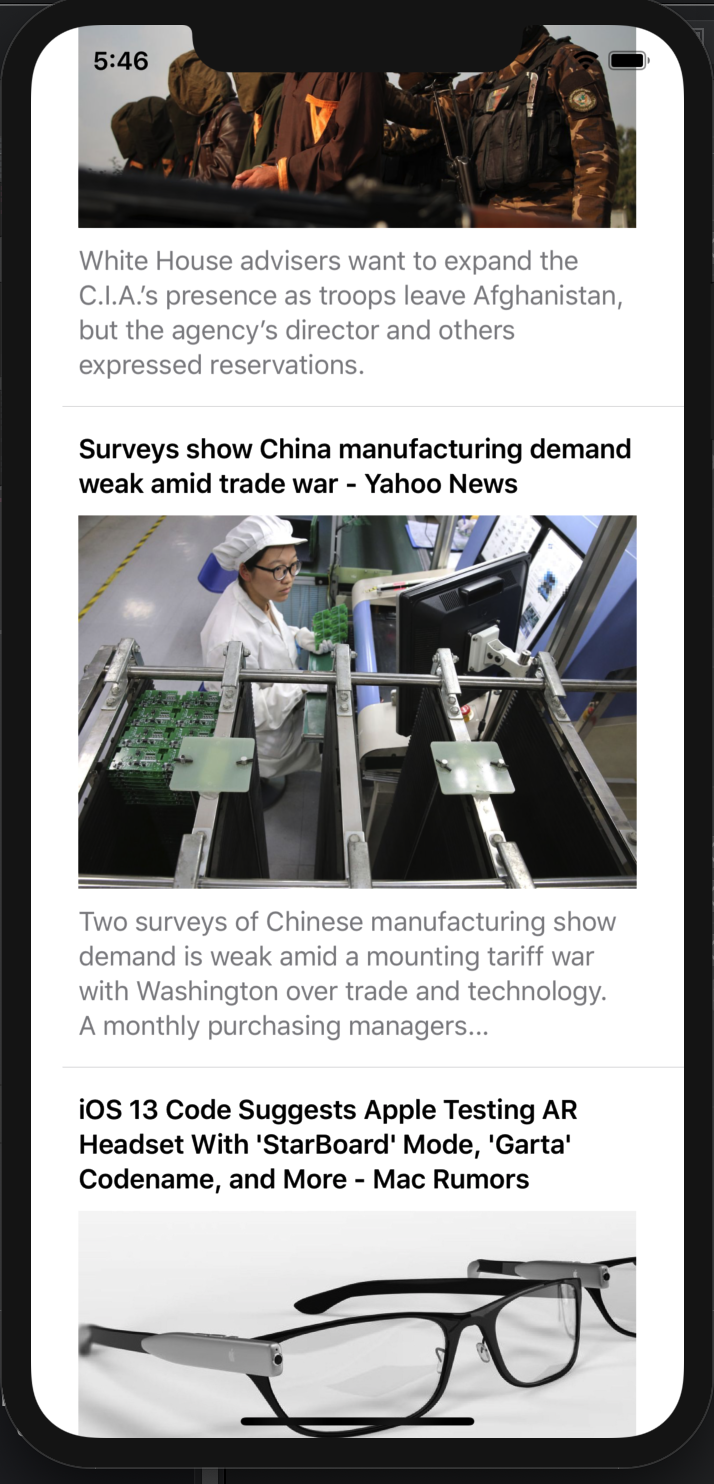 5:46
White House advisers want to expand the
C.I.A.’s presence as troops leave Afghanistan,
but the agency’s director and others
expressed reservations.
Surveys show China manufacturing demand
weak amid trade war - Yahoo News
Two surveys of Chinese manufacturing show
demand is weak amid a mounting tariff war
with Washington over trade and technology.
A monthly purchasing managers...
iOS 13 Code Suggests Apple Testing AR
Headset With 'StarBoard' Mode, 'Garta'
Codename, and More - Mac Rumors